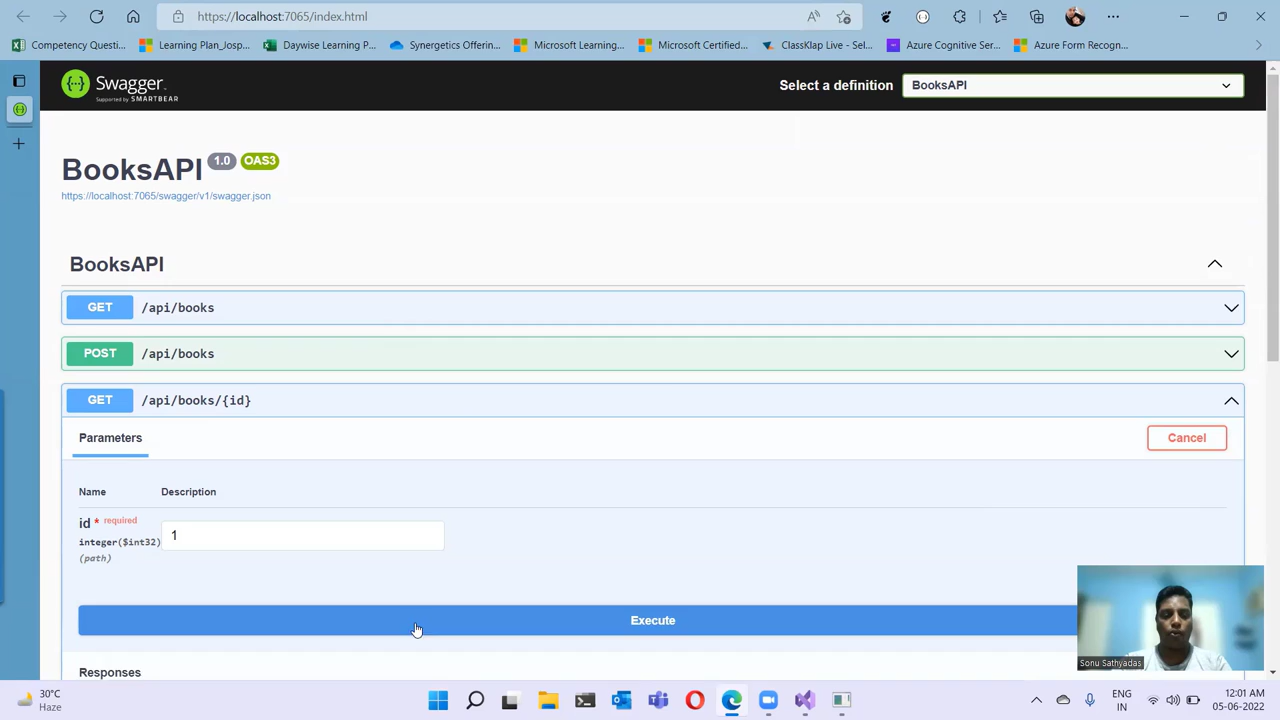 https://localhost:7065/index.html
Competency Questi...
Learning Plan_Josp...
Daywise Learning P...
Synergetics Offerin...
Microsoft Learning...
Microsoft Certified...
ClassKlap Live - Sel...
Azure Cognitive Ser...
Azure Form Recogn...
Swagger.
Supported by SMARTBEAR
Select a definition
BooksAPI
BooksAPI 1.0 OAS3
https://localhost:7065/swagger/v1/swagger.json
BooksAPI
GET /api/books
POST /api/books
GET /api/books/{id}
Parameters
Cancel
Name Description
id * required
integer($int32)
(path)
1
Execute
Responses
Sonu Sathyadas
30°C
Haze
ENG
IN
12:01 AM
05-06-2022